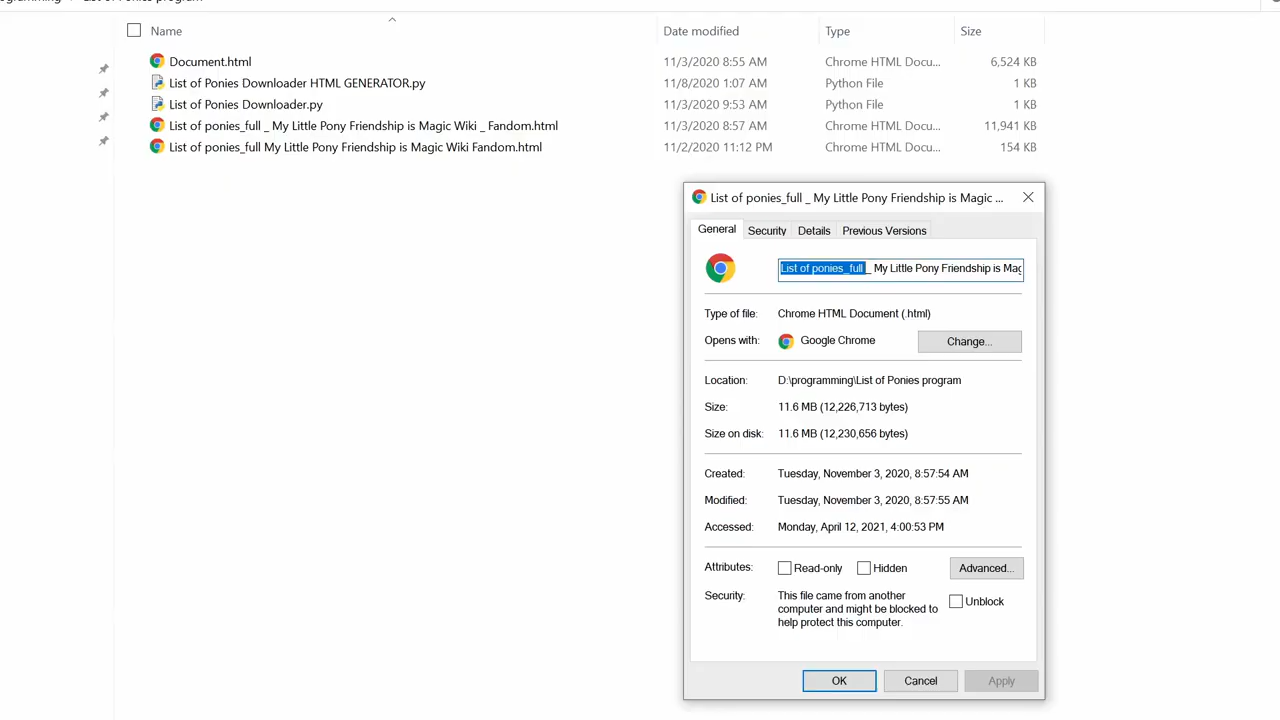 List of Ponies program
Name Date modified Type Size
Document.html 11/3/2020 8:55 AM Chrome HTML Docu... 6,524 KB
List of Ponies Downloader HTML GENERATOR.py 11/8/2020 1:07 AM Python File 1 KB
List of Ponies Downloader.py 11/3/2020 9:53 AM Python File 1 KB
List of ponies_full _ My Little Pony Friendship is Magic Wiki _ Fandom.html 11/3/2020 8:57 AM Chrome HTML Docu... 11,941 KB
List of ponies_full My Little Pony Friendship is Magic Wiki Fandom.html 11/2/2020 11:12 PM Chrome HTML Docu... 154 KB
List of ponies_full _ My Little Pony Friendship is Magic ...
General Security Details Previous Versions
List of ponies_full _ My Little Pony Friendship is Mag
Type of file: Chrome HTML Document (.html)
Opens with: Google Chrome Change...
Location: D:\programming\List of Ponies program
Size: 11.6 MB (12,226,713 bytes)
Size on disk: 11.6 MB (12,230,656 bytes)
Created: Tuesday, November 3, 2020, 8:57:54 AM
Modified: Tuesday, November 3, 2020, 8:57:55 AM
Accessed: Monday, April 12, 2021, 4:00:53 PM
Attributes: Read-only Hidden Advanced...
Security: This file came from another
computer and might be blocked to
help protect this computer.
Unblock
OK Cancel Apply